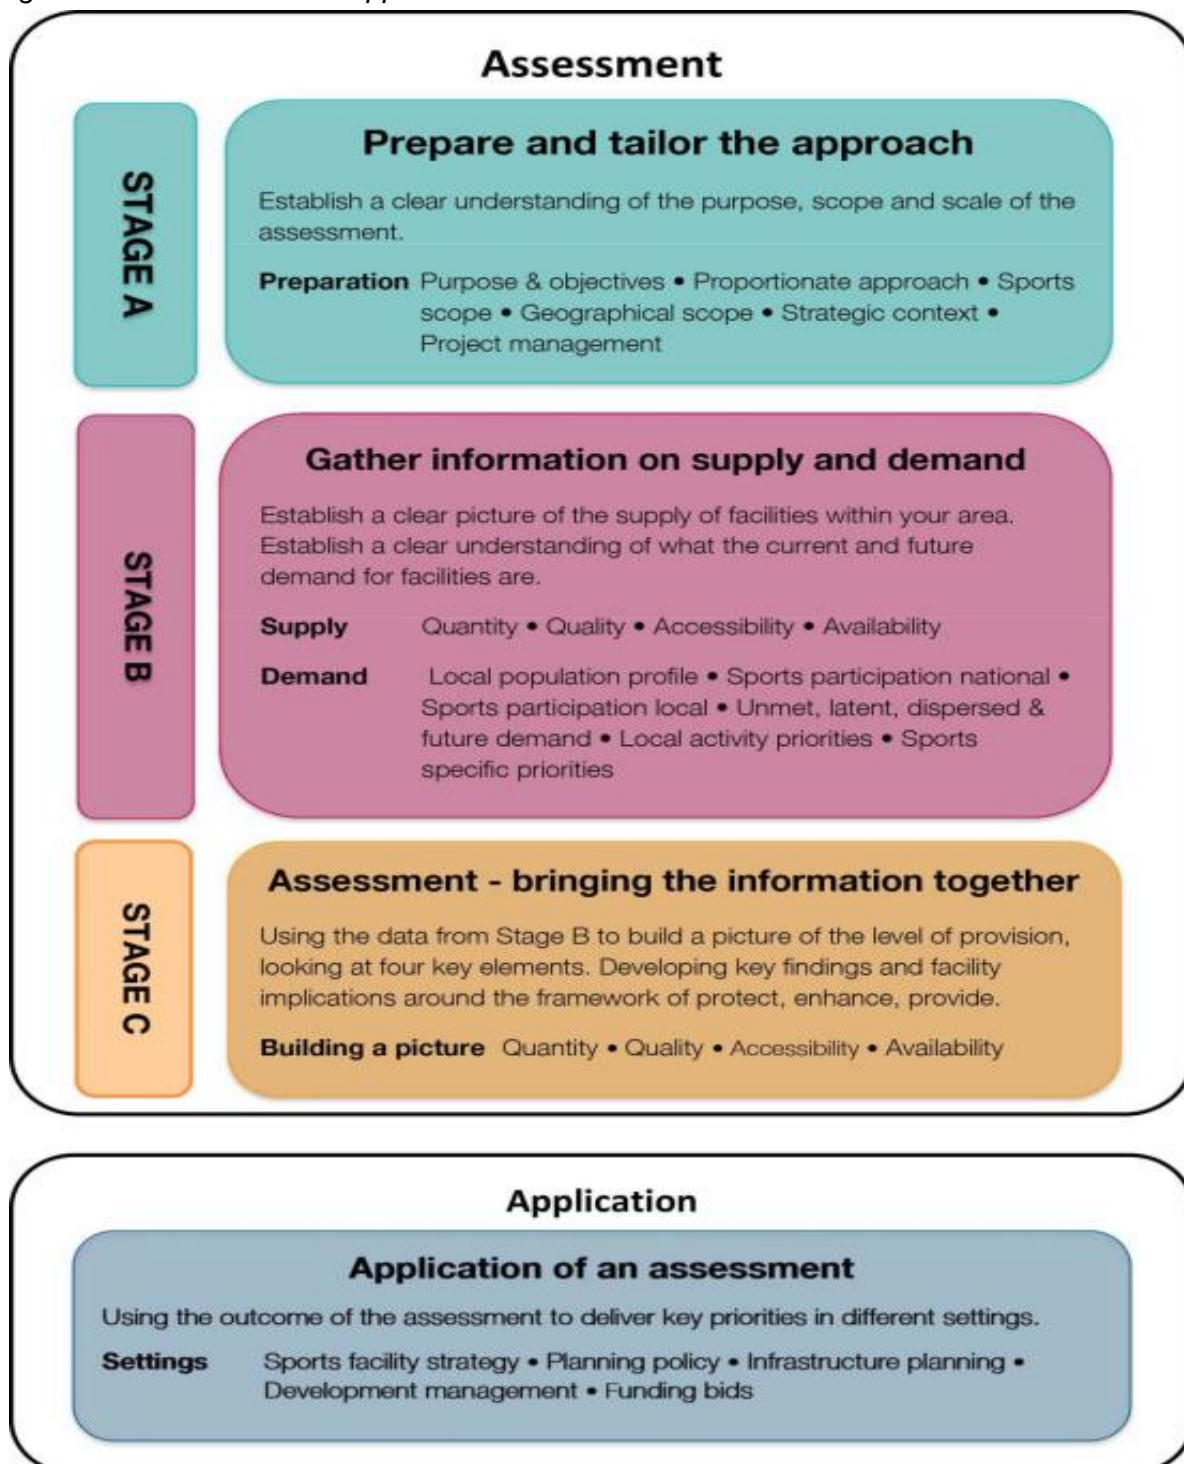 Assessment
STAGE A
Prepare and tailor the approach
Establish a clear understanding of the purpose, scope and scale of the
assessment.
Preparation Purpose & objectives • Proportionate approach • Sports
scope • Geographical scope • Strategic context •
Project management
STAGE B
Gather information on supply and demand
Establish a clear picture of the supply of facilities within your area.
Establish a clear understanding of what the current and future
demand for facilities are.
Supply Quantity • Quality • Accessibility • Availability
Demand Local population profile • Sports participation national •
Sports participation local • Unmet, latent, dispersed &
future demand • Local activity priorities • Sports
specific priorities
STAGE C
Assessment - bringing the information together
Using the data from Stage B to build a picture of the level of provision,
looking at four key elements. Developing key findings and facility
implications around the framework of protect, enhance, provide.
Building a picture Quantity • Quality • Accessibility • Availability
Application
Application of an assessment
Using the outcome of the assessment to deliver key priorities in different settings.
Settings Sports facility strategy • Planning policy • Infrastructure planning •
Development management • Funding bids